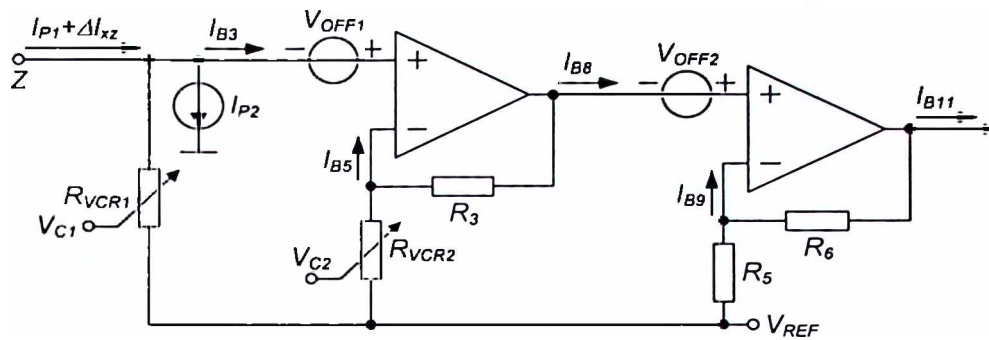 I_P1+ΔI_xz
I_B3
− V_OFF1 +
+
−
Z
I_P2
I_B8
− V_OFF2 +
+
−
I_B11
I_B5
R_3
I_B9
R_6
R_VCR1
V_C1
R_VCR2
V_C2
R_5
V_REF